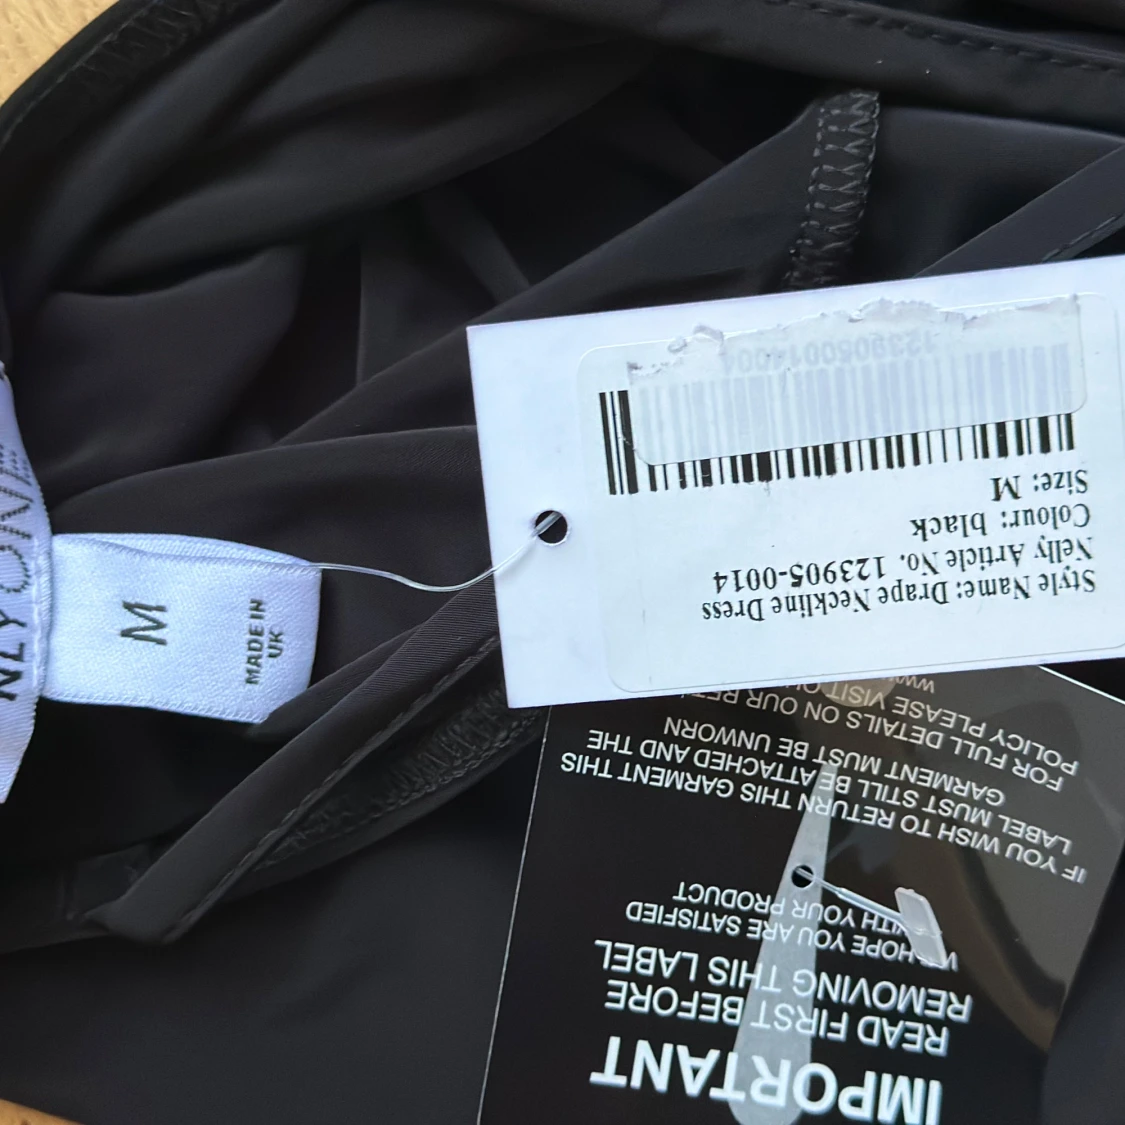 NLY ONE
M
MADE IN
UK
Style Name: Drape Neckline Dress
Nelly Article No. 123905-0014
Colour: black
Size: M
IMPORTANT
READ FIRST BEFORE
REMOVING THIS LABEL
WE HOPE YOU ARE SATISFIED
WITH YOUR PRODUCT
IF YOU WISH TO RETURN THIS GARMENT THIS
LABEL MUST STILL BE ATTACHED AND THE
GARMENT MUST BE UNWORN
FOR FULL DETAILS ON OUR
POLICY PLEASE VISIT